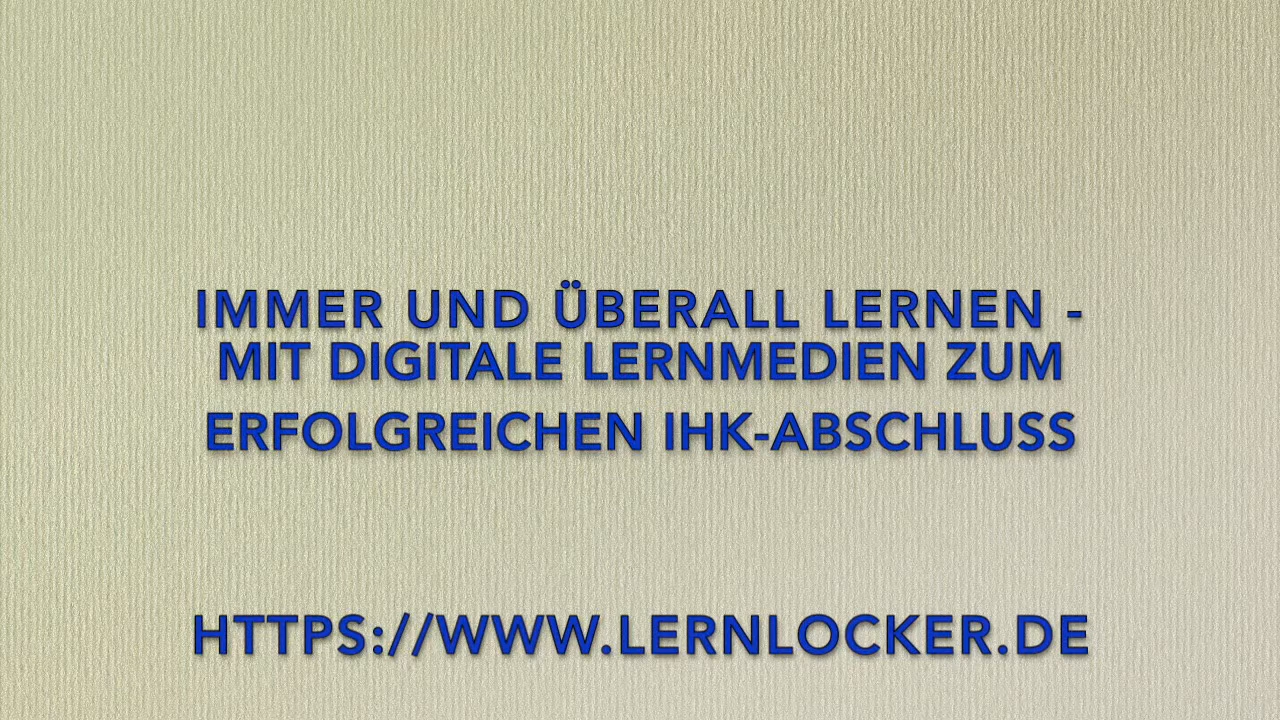 IMMER UND ÜBERALL LERNEN -
MIT DIGITALE LERNMEDIEN ZUM
ERFOLGREICHEN IHK-ABSCHLUSS
HTTPS://WWW.LERNLOCKER.DE